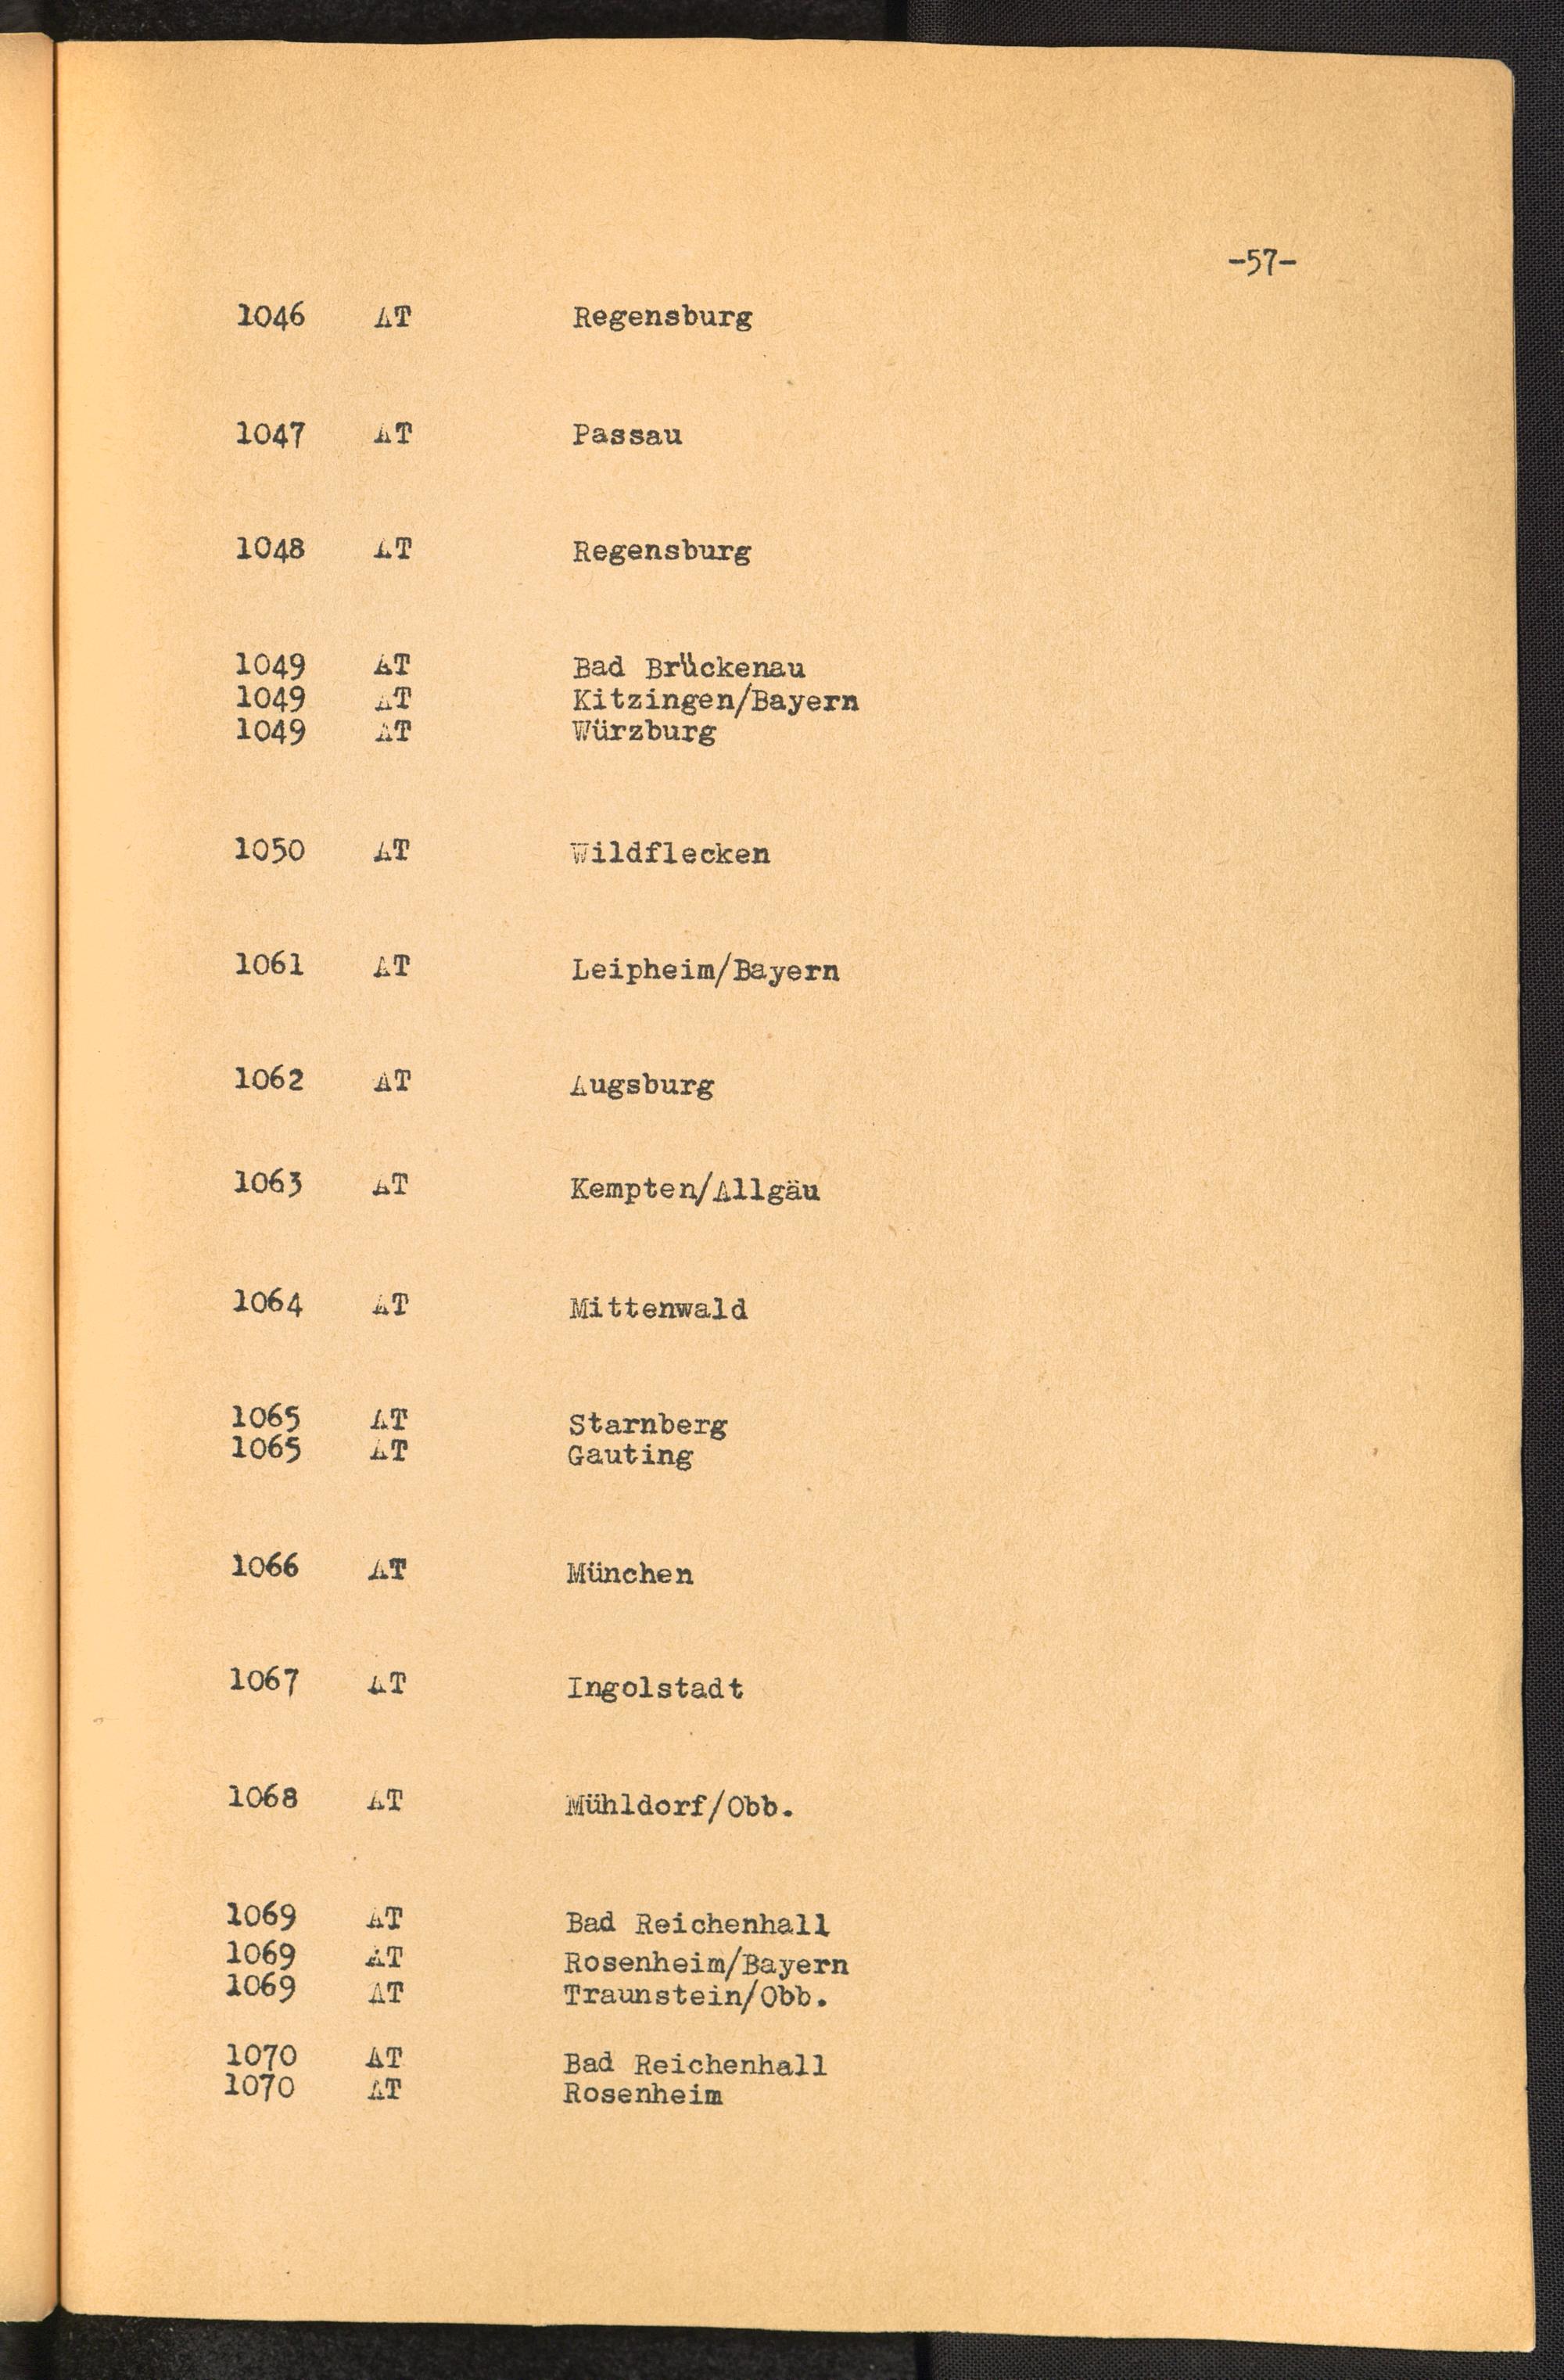 -57-
1046 AT Regensburg
1047 AT Passau
1048 AT Regensburg
1049 AT Bad Brückenau
1049 AT Kitzingen/Bayern
1049 AT Würzburg
1050 AT Wildflecken
1061 AT Leipheim/Bayern
1062 AT Augsburg
1063 AT Kempten/Allgäu
1064 AT Mittenwald
1065 AT Starnberg
1065 AT Gauting
1066 AT München
1067 AT Ingolstadt
1068 AT Mühldorf/Obb.
1069 AT Bad Reichenhall
1069 AT Rosenheim/Bayern
1069 AT Traunstein/Obb.
1070 AT Bad Reichenhall
1070 AT Rosenheim